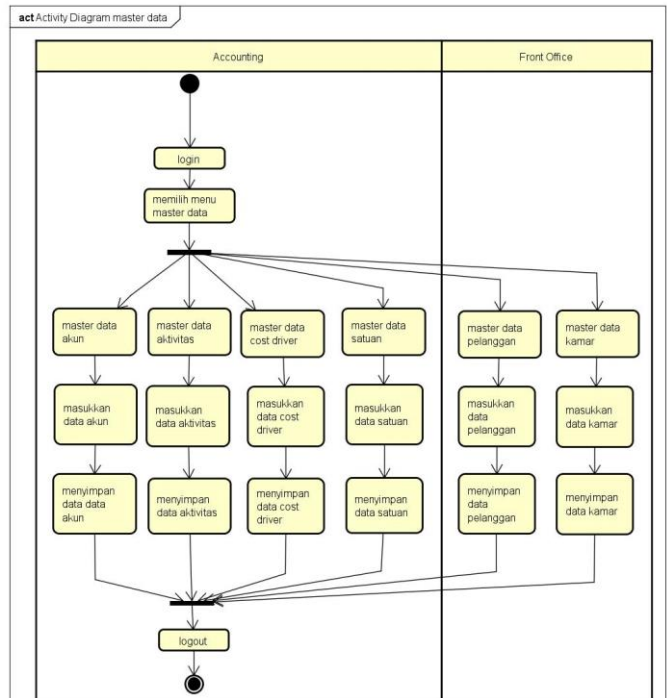 act Activity Diagram master data
Accounting
Front Office
login
memilih menu
master data
master data
akun
master data
aktivitas
master data
cost driver
master data
satuan
master data
pelanggan
master data
kamar
masukkan
data akun
masukkan
data aktivitas
masukkan
data cost
driver
masukkan
data satuan
masukkan
data
pelanggan
masukkan
data kamar
menyimpan
data data
akun
menyimpan
data aktivitas
menyimpan
data cost
driver
menyimpan
data satuan
menyimpan
data
pelanggan
menyimpan
data kamar
logout